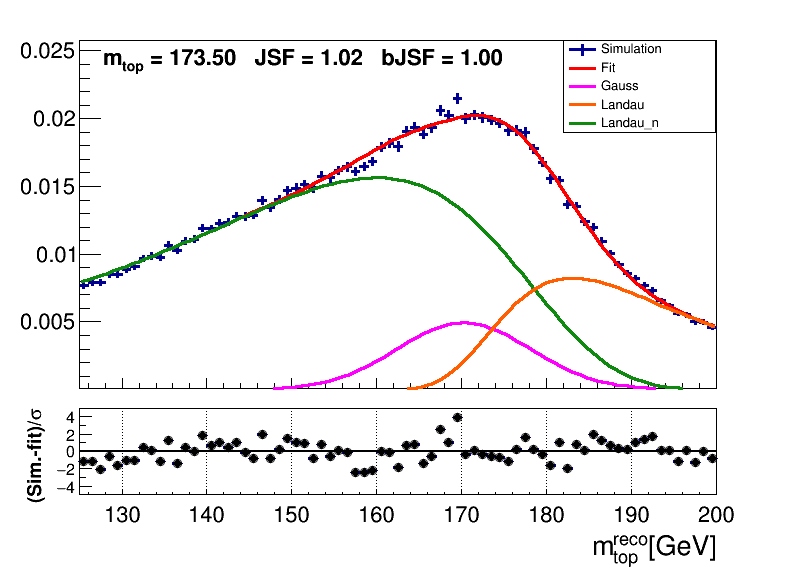 m_top = 173.50 JSF = 1.02 bJSF = 1.00
Simulation
Fit
Gauss
Landau
Landau_n
0.025
0.02
0.015
0.01
0.005
(Sim.-fit)/σ
4
2
0
−2
−4
130 140 150 160 170 180 190 200
m_top^reco[GeV]